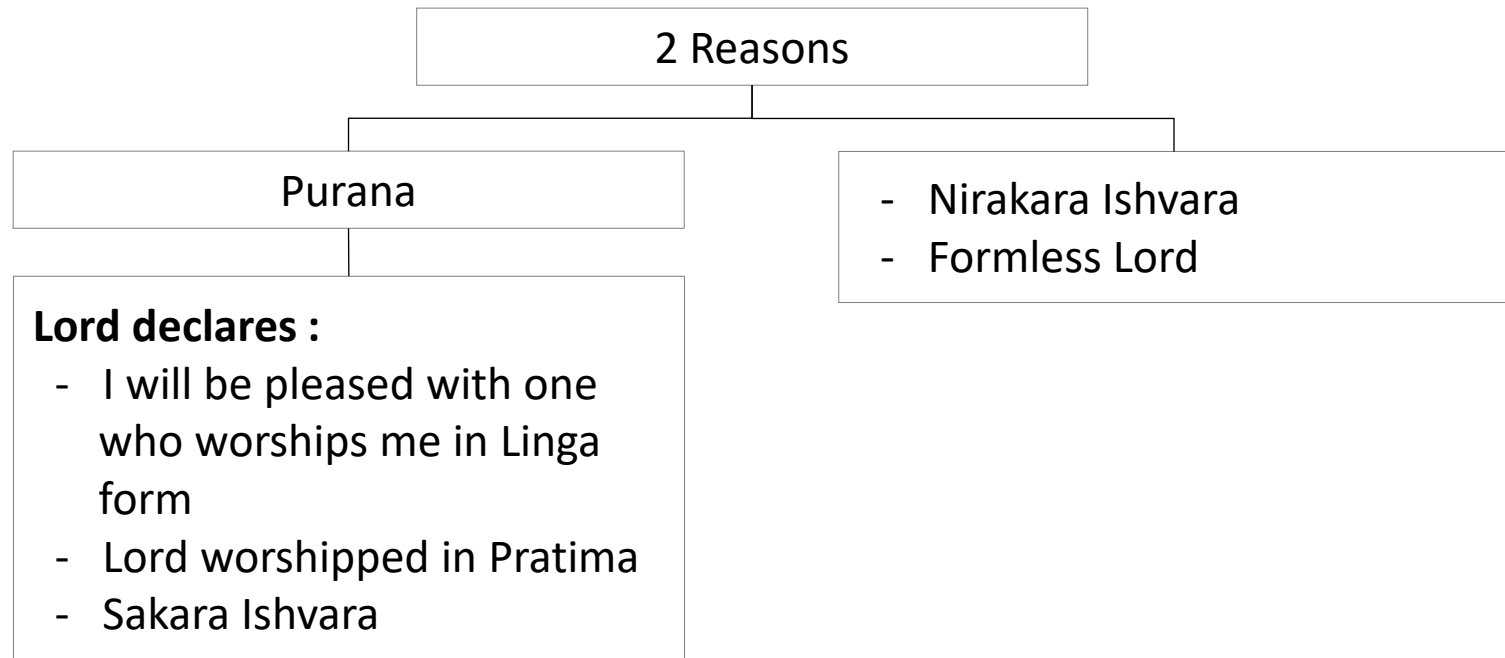 2 Reasons
Purana
Lord declares :
- I will be pleased with one
who worships me in Linga
form
- Lord worshipped in Pratima
- Sakara Ishvara
- Nirakara Ishvara
- Formless Lord